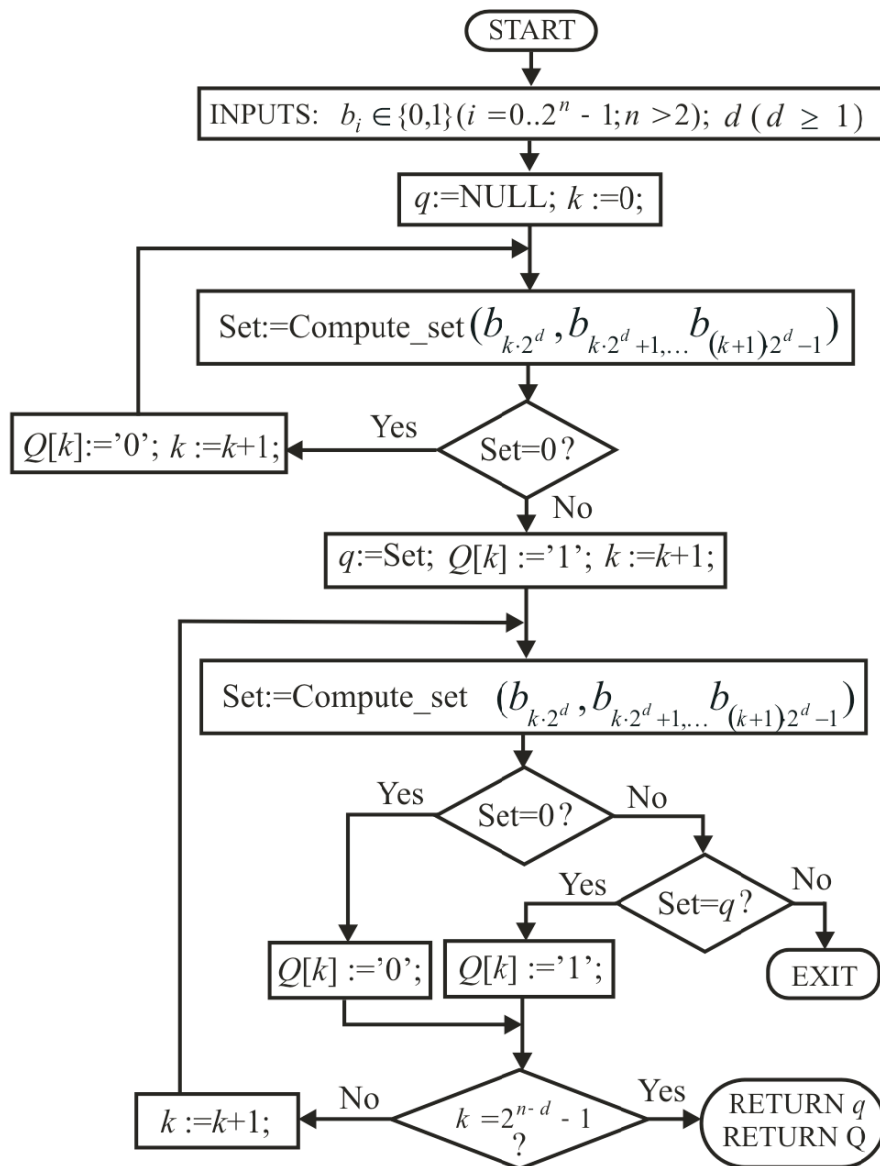 START
INPUTS: b_i ∈{0,1}(i =0..2^n - 1;n >2); d ( d ≥ 1)
q:=NULL; k :=0;
Set:=Compute_set(b_{k·2^d},b_{k·2^d+1,...}b_{(k+1)·2^d-1})
Yes
Q[k]:='0'; k :=k+1;
Set=0?
No
q:=Set; Q[k] :='1'; k :=k+1;
Set:=Compute_set (b_{k·2^d},b_{k·2^d+1,...}b_{(k+1)·2^d-1})
Yes
Set=0?
No
Yes
Set=q?
No
Q[k] :='0';
Q[k] :='1';
EXIT
k :=k+1;
No
k =2^{n-d} - 1
?
Yes
RETURN q
RETURN Q